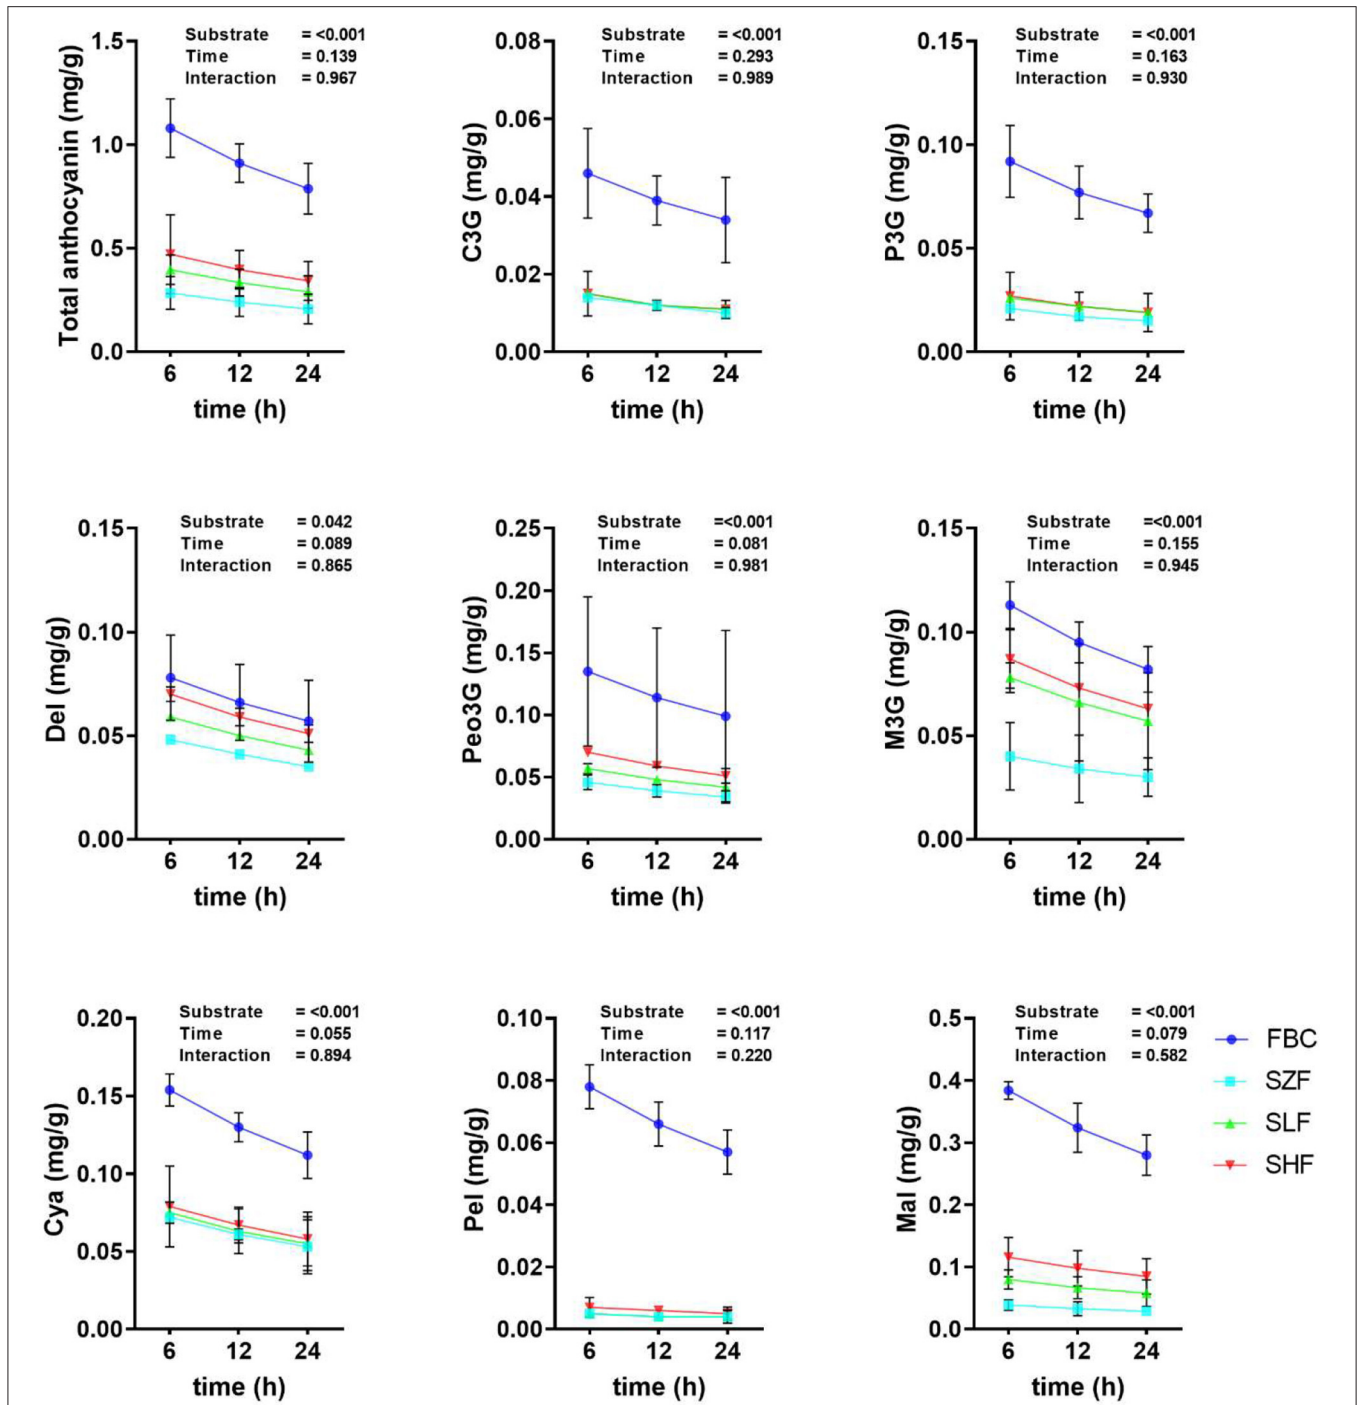 Substrate = <0.001
Time = 0.139
Interaction = 0.967
Total anthocyanin (mg/g)
1.5
1.0
0.5
0.0
6 12 24
time (h)
Substrate = <0.001
Time = 0.293
Interaction = 0.989
C3G (mg/g)
0.08
0.06
0.04
0.02
0.00
6 12 24
time (h)
Substrate = <0.001
Time = 0.163
Interaction = 0.930
P3G (mg/g)
0.15
0.10
0.05
0.00
6 12 24
time (h)
Substrate = 0.042
Time = 0.089
Interaction = 0.865
Del (mg/g)
0.15
0.10
0.05
0.00
6 12 24
time (h)
Substrate =<0.001
Time = 0.081
Interaction = 0.981
Peo3G (mg/g)
0.25
0.20
0.15
0.10
0.05
0.00
6 12 24
time (h)
Substrate =<0.001
Time = 0.155
Interaction = 0.945
M3G (mg/g)
0.15
0.10
0.05
0.00
6 12 24
time (h)
Substrate = <0.001
Time = 0.055
Interaction = 0.894
Cya (mg/g)
0.20
0.15
0.10
0.05
0.00
6 12 24
time (h)
Substrate = <0.001
Time = 0.117
Interaction = 0.220
Pel (mg/g)
0.10
0.08
0.06
0.04
0.02
0.00
6 12 24
time (h)
Substrate = <0.001
Time = 0.079
Interaction = 0.582
Mal (mg/g)
0.5
0.4
0.3
0.2
0.1
0.0
6 12 24
time (h)
FBC
SZF
SLF
SHF